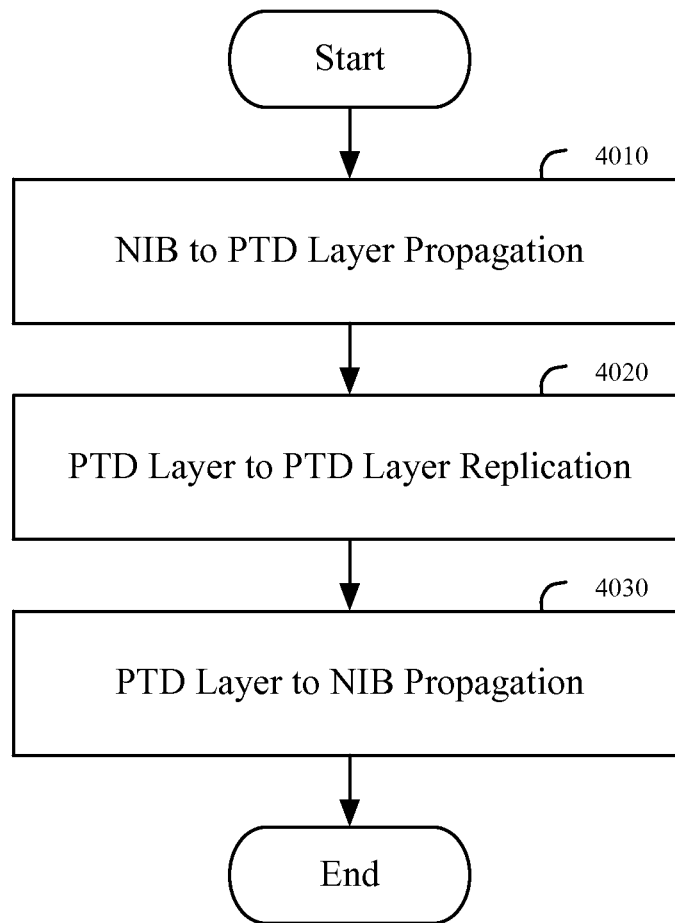 Start
4010
NIB to PTD Layer Propagation
4020
PTD Layer to PTD Layer Replication
4030
PTD Layer to NIB Propagation
End